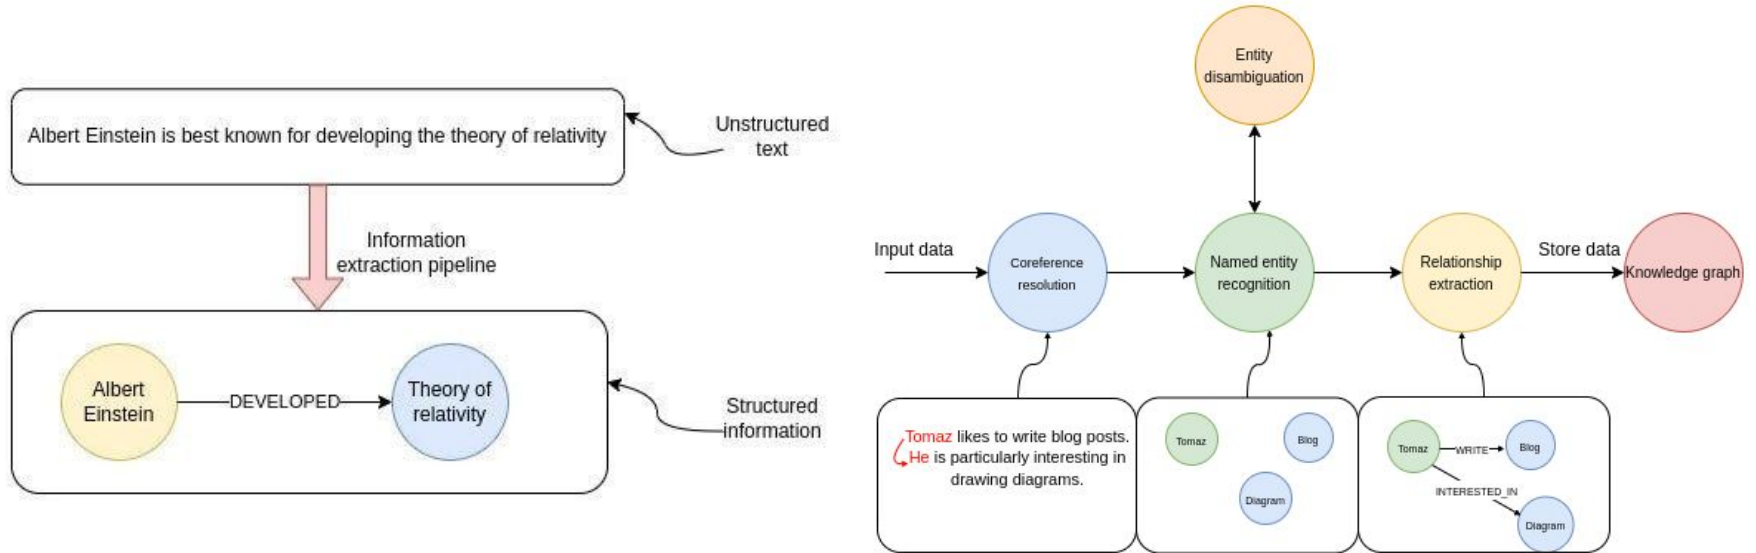 Albert Einstein is best known for developing the theory of relativity
Unstructured
text
Information
extraction pipeline
Albert
Einstein
DEVELOPED
Theory of
relativity
Structured
information
Entity
disambiguation
Input data
Coreference
resolution
Named entity
recognition
Relationship
extraction
Store data
Knowledge graph
Tomaz likes to write blog posts.
He is particularly interesting in
drawing diagrams.
Tomaz
Blog
Diagram
Tomaz
WRITE
Blog
INTERESTED_IN
Diagram